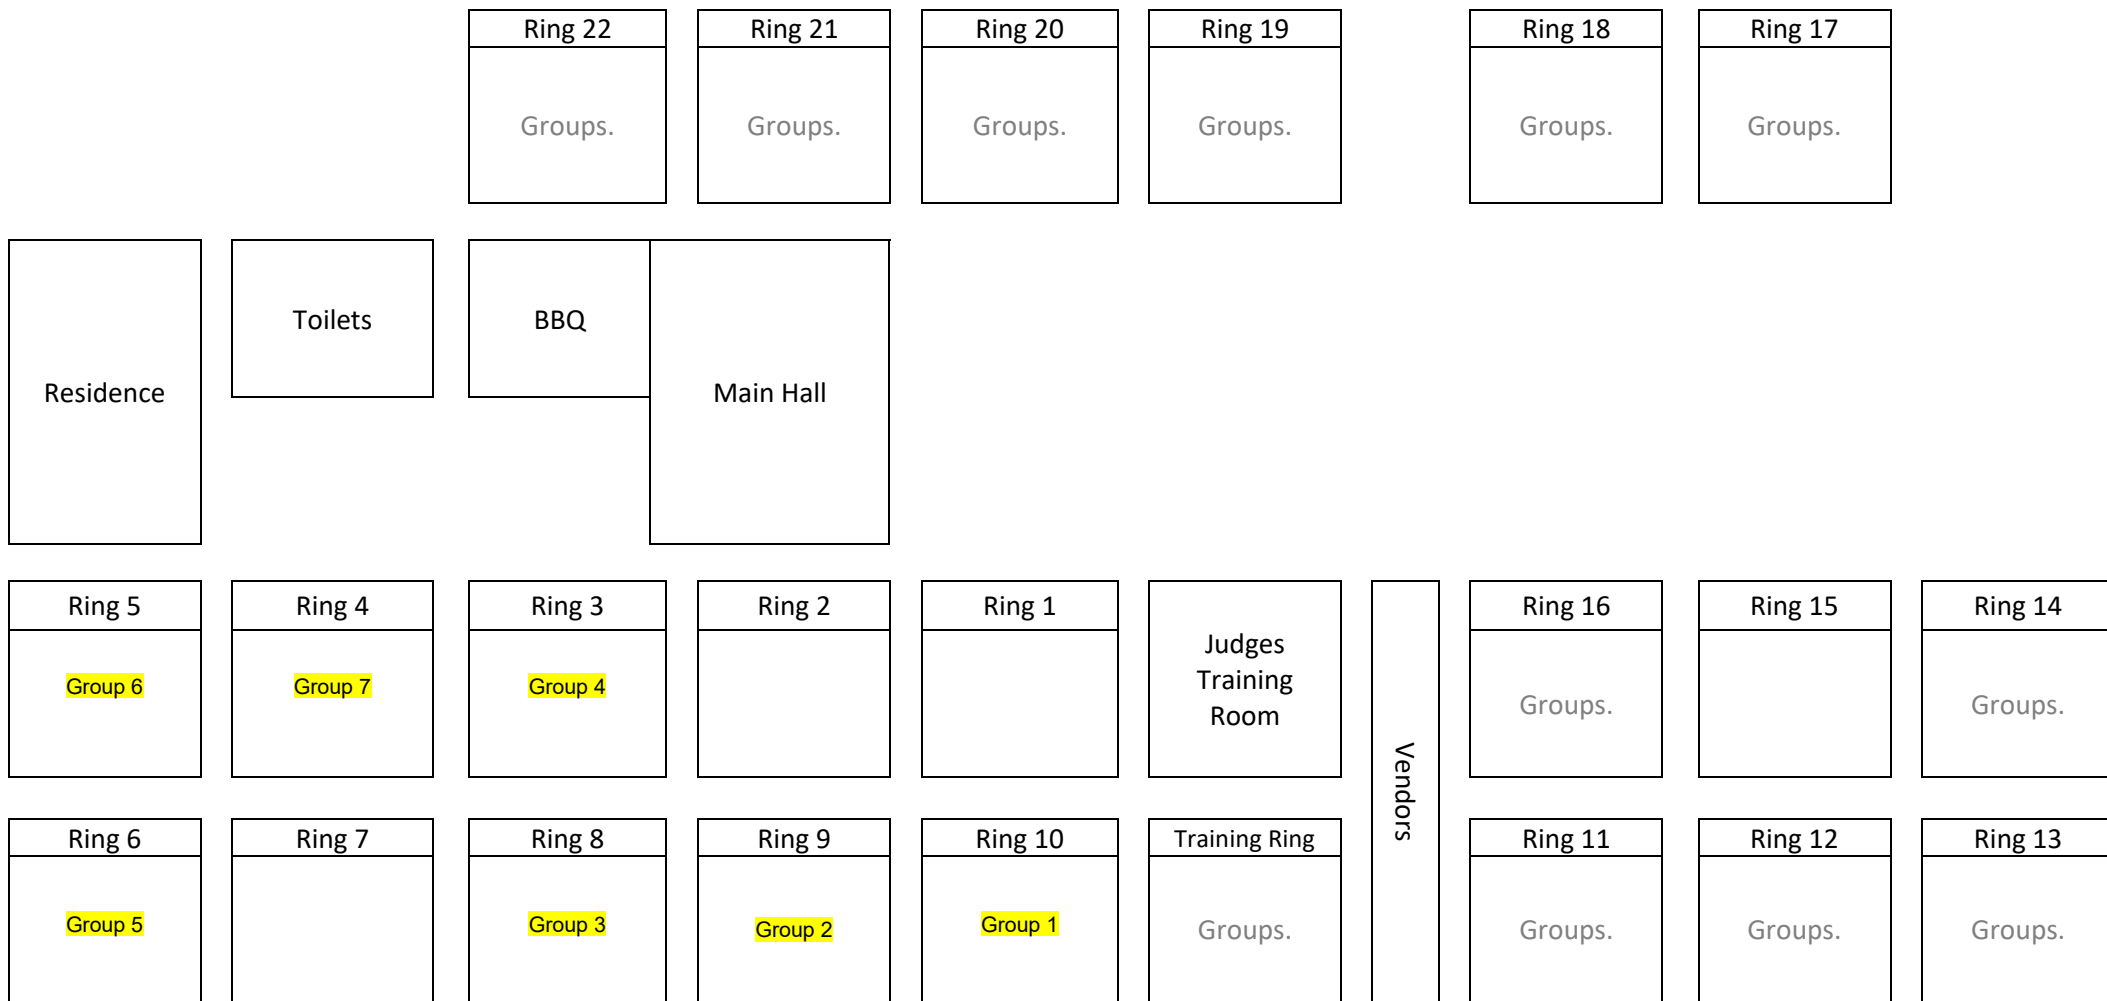 Ring 22
Ring 21
Ring 20
Ring 19
Ring 18
Ring 17
Groups.
Groups.
Groups.
Groups.
Groups.
Groups.
Residence
Toilets
BBQ
Main Hall
Ring 5
Ring 4
Ring 3
Ring 2
Ring 1
Judges
Training
Room
Vendors
Ring 16
Ring 15
Ring 14
Group 6
Group 7
Group 4
Groups.
Groups.
Ring 6
Ring 7
Ring 8
Ring 9
Ring 10
Training Ring
Ring 11
Ring 12
Ring 13
Group 5
Group 3
Group 2
Group 1
Groups.
Groups.
Groups.
Groups.